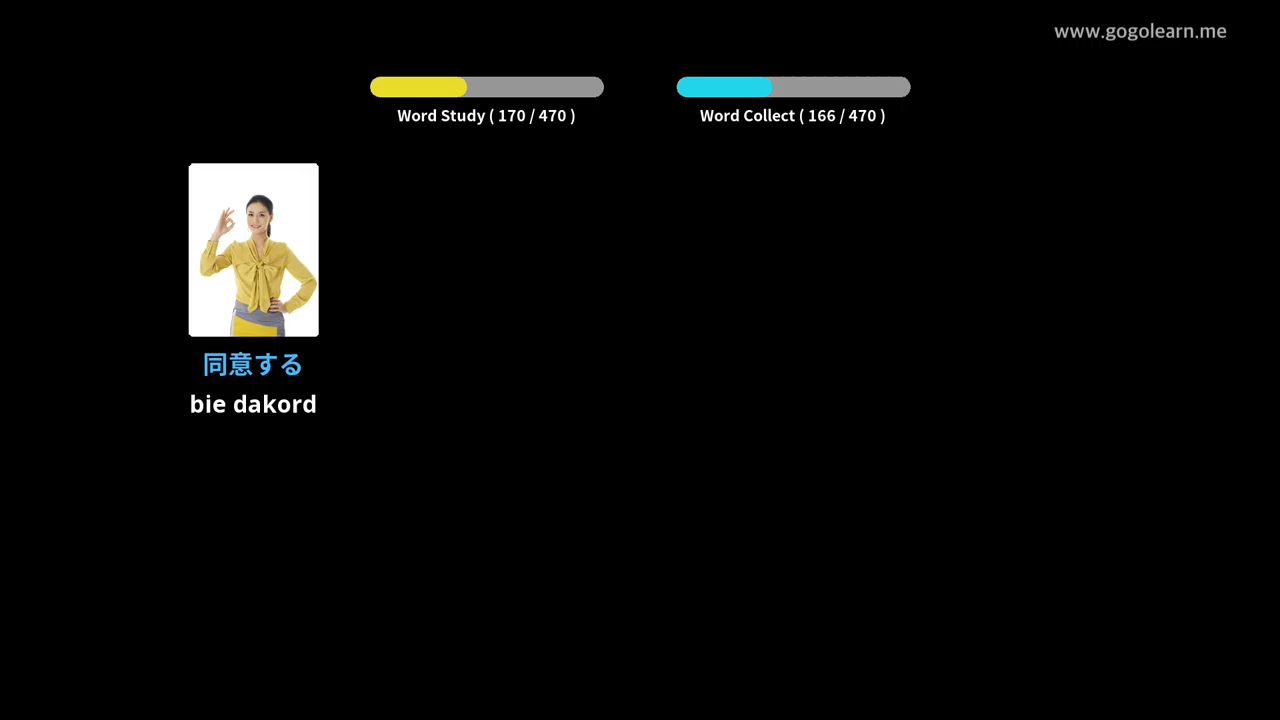 www.gogolearn.me
Word Study ( 170 / 470 )
Word Collect ( 166 / 470 )
同意する
bie dakord